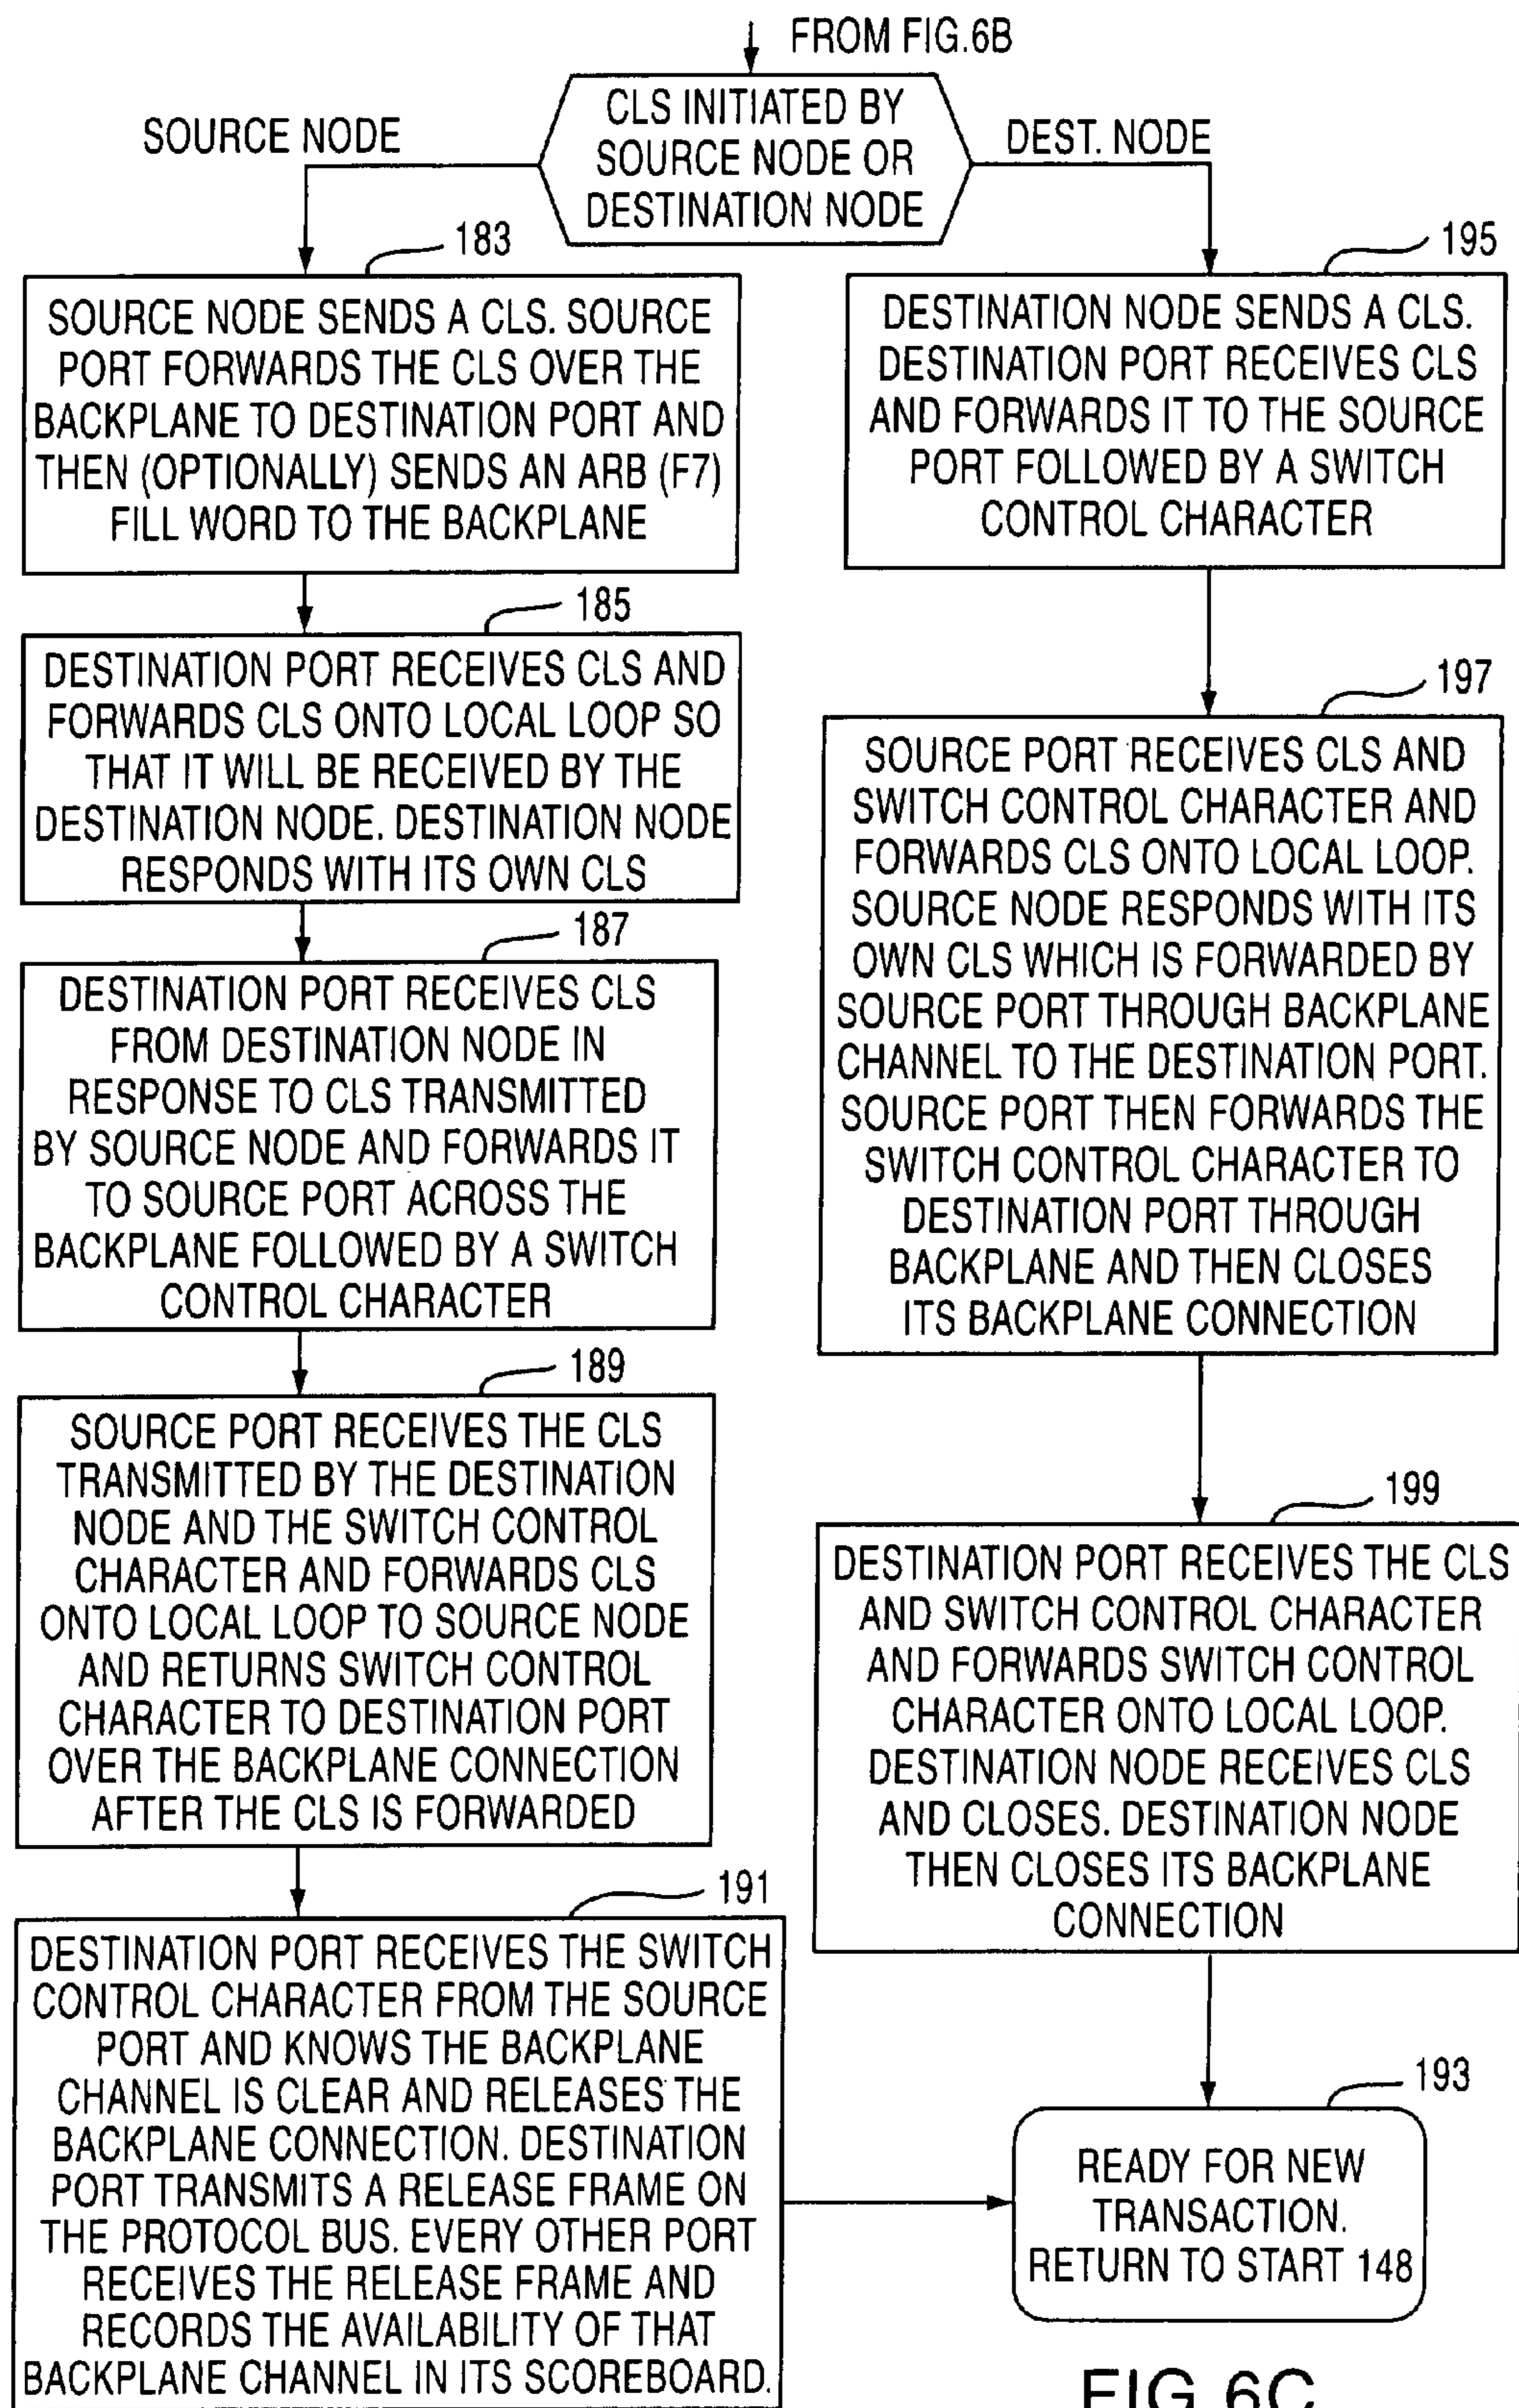 FROM FIG.6B
CLS INITIATED BY
SOURCE NODE OR
DESTINATION NODE
SOURCE NODE
DEST. NODE
183
SOURCE NODE SENDS A CLS. SOURCE
PORT FORWARDS THE CLS OVER THE
BACKPLANE TO DESTINATION PORT AND
THEN (OPTIONALLY) SENDS AN ARB (F7)
FILL WORD TO THE BACKPLANE
185
DESTINATION PORT RECEIVES CLS AND
FORWARDS CLS ONTO LOCAL LOOP SO
THAT IT WILL BE RECEIVED BY THE
DESTINATION NODE. DESTINATION NODE
RESPONDS WITH ITS OWN CLS
187
DESTINATION PORT RECEIVES CLS
FROM DESTINATION NODE IN
RESPONSE TO CLS TRANSMITTED
BY SOURCE NODE AND FORWARDS IT
TO SOURCE PORT ACROSS THE
BACKPLANE FOLLOWED BY A SWITCH
CONTROL CHARACTER
189
SOURCE PORT RECEIVES THE CLS
TRANSMITTED BY THE DESTINATION
NODE AND THE SWITCH CONTROL
CHARACTER AND FORWARDS CLS
ONTO LOCAL LOOP TO SOURCE NODE
AND RETURNS SWITCH CONTROL
CHARACTER TO DESTINATION PORT
OVER THE BACKPLANE CONNECTION
AFTER THE CLS IS FORWARDED
191
DESTINATION PORT RECEIVES THE SWITCH
CONTROL CHARACTER FROM THE SOURCE
PORT AND KNOWS THE BACKPLANE
CHANNEL IS CLEAR AND RELEASES THE
BACKPLANE CONNECTION. DESTINATION
PORT TRANSMITS A RELEASE FRAME ON
THE PROTOCOL BUS. EVERY OTHER PORT
RECEIVES THE RELEASE FRAME AND
RECORDS THE AVAILABILITY OF THAT
BACKPLANE CHANNEL IN ITS SCOREBOARD.
195
DESTINATION NODE SENDS A CLS.
DESTINATION PORT RECEIVES CLS
AND FORWARDS IT TO THE SOURCE
PORT FOLLOWED BY A SWITCH
CONTROL CHARACTER
197
SOURCE PORT RECEIVES CLS AND
SWITCH CONTROL CHARACTER AND
FORWARDS CLS ONTO LOCAL LOOP.
SOURCE NODE RESPONDS WITH ITS
OWN CLS WHICH IS FORWARDED BY
SOURCE PORT THROUGH BACKPLANE
CHANNEL TO THE DESTINATION PORT.
SOURCE PORT THEN FORWARDS THE
SWITCH CONTROL CHARACTER TO
DESTINATION PORT THROUGH
BACKPLANE AND THEN CLOSES
ITS BACKPLANE CONNECTION
199
DESTINATION PORT RECEIVES THE CLS
AND SWITCH CONTROL CHARACTER
AND FORWARDS SWITCH CONTROL
CHARACTER ONTO LOCAL LOOP.
DESTINATION NODE RECEIVES CLS
AND CLOSES. DESTINATION NODE
THEN CLOSES ITS BACKPLANE
CONNECTION
193
READY FOR NEW
TRANSACTION.
RETURN TO START 148
FIG.6C